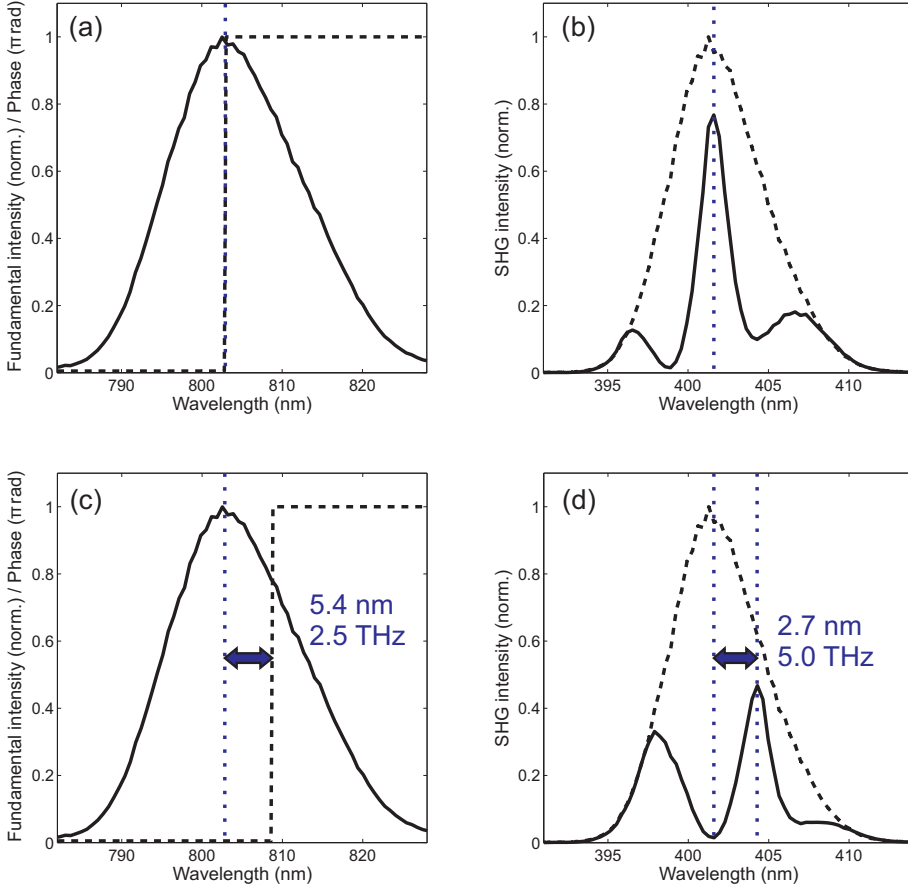 (a)
Fundamental intensity (norm.) / Phase (π rad)
1
0.8
0.6
0.4
0.2
0
790 800 810 820
Wavelength (nm)
(b)
SHG intensity (norm.)
1
0.8
0.6
0.4
0.2
0
395 400 405 410
Wavelength (nm)
(c)
Fundamental intensity (norm.) / Phase (π rad)
1
0.8
0.6
0.4
0.2
0
5.4 nm
2.5 THz
790 800 810 820
Wavelength (nm)
(d)
SHG intensity (norm.)
1
0.8
0.6
0.4
0.2
0
2.7 nm
5.0 THz
395 400 405 410
Wavelength (nm)